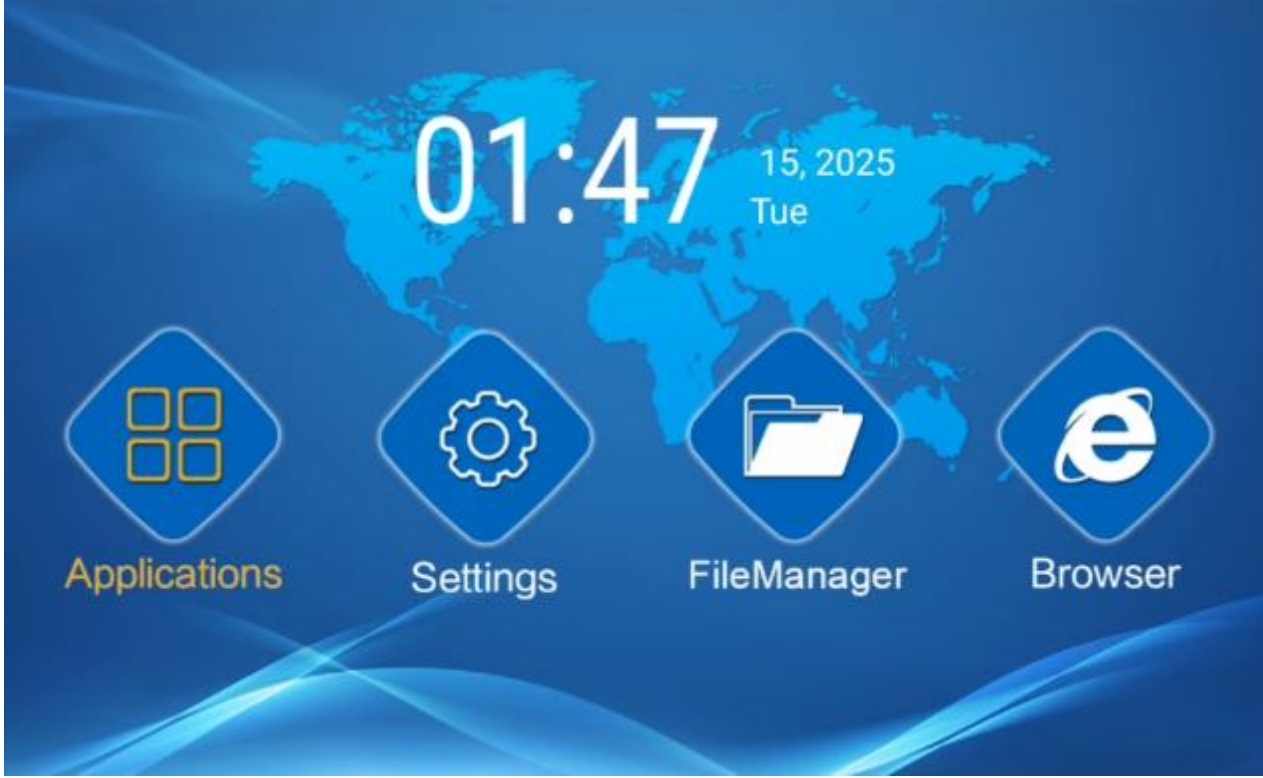 01:47
15, 2025
Tue
Applications
Settings
FileManager
Browser